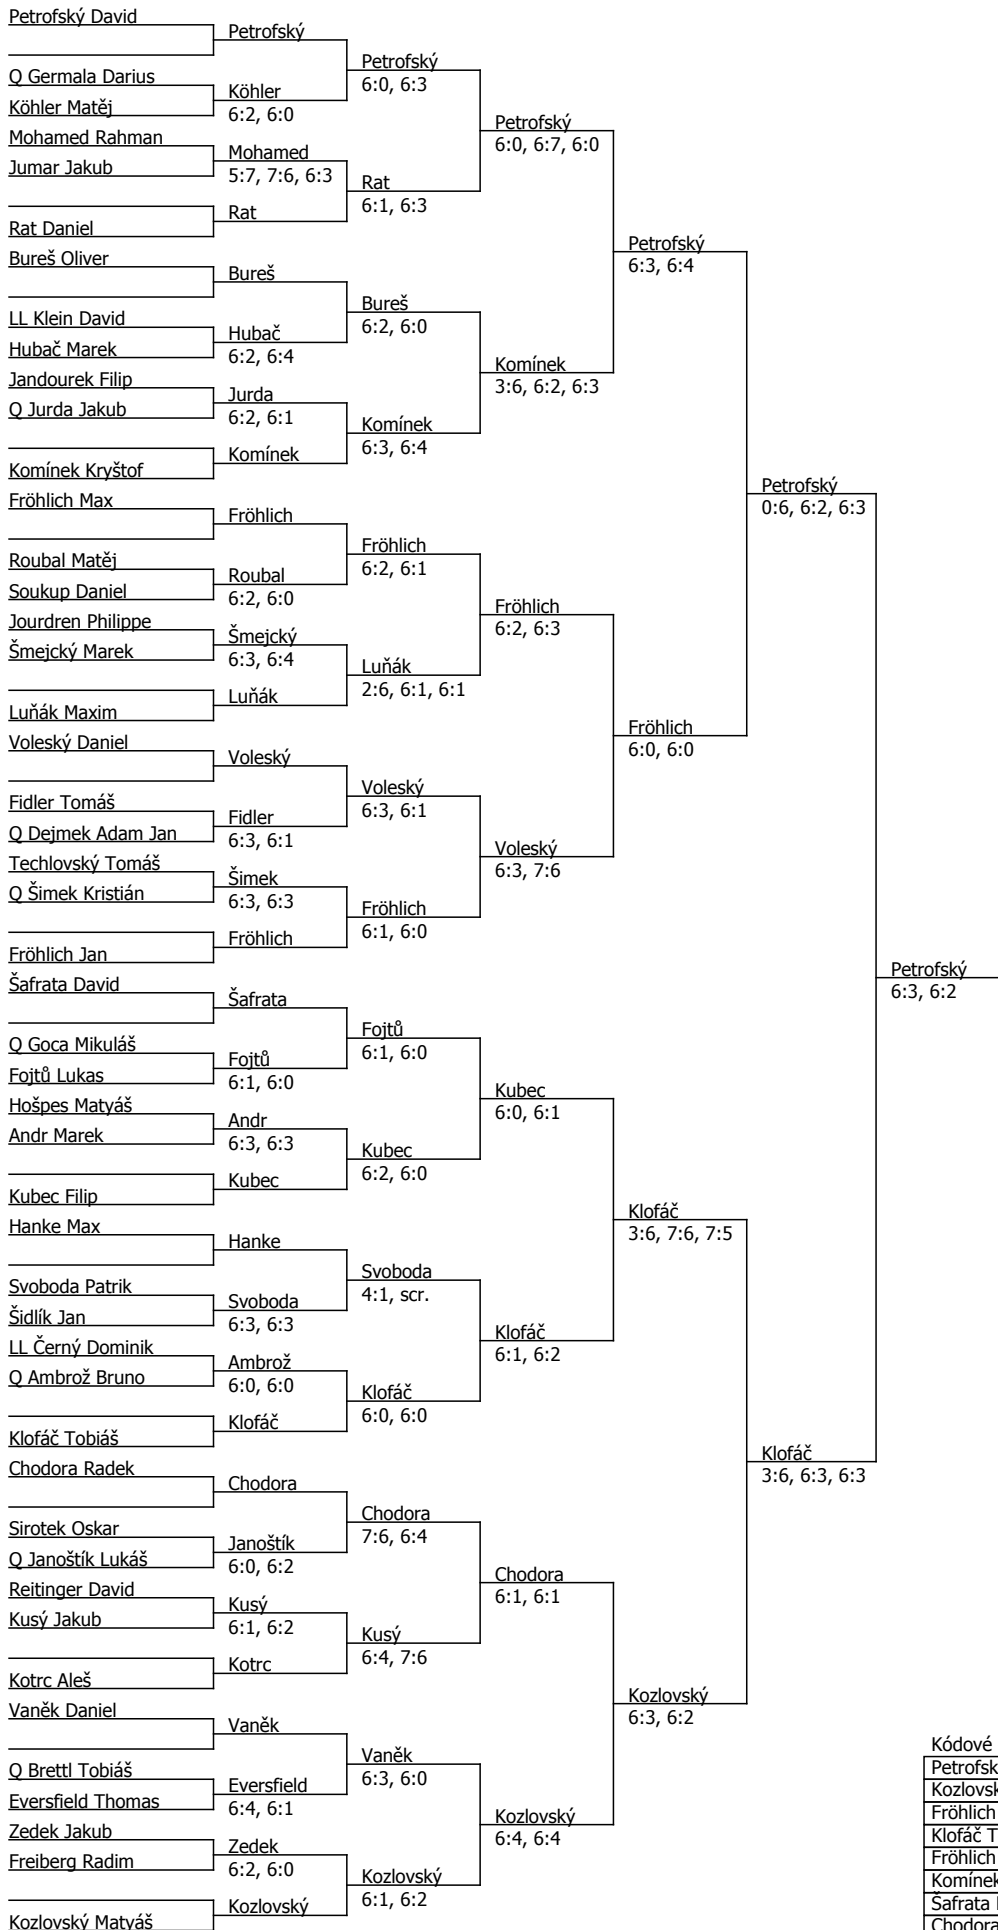 Petrofský David
Q Germala Darius
Köhler Matěj
Mohamed Rahman
Jumar Jakub
Rat Daniel
Bureš Oliver
LL Klein David
Hubač Marek
Jandourek Filip
Q Jurda Jakub
Komínek Kryštof
Fröhlich Max
Roubal Matěj
Soukup Daniel
Jourdren Philippe
Šmejcký Marek
Luňák Maxim
Voleský Daniel
Fidler Tomáš
Q Dejmek Adam Jan
Techlovský Tomáš
Q Šimek Kristián
Fröhlich Jan
Šafrata David
Q Goca Mikuláš
Fojtů Lukas
Hošpes Matyáš
Andr Marek
Kubec Filip
Hanke Max
Svoboda Patrik
Šidlík Jan
LL Černý Dominik
Q Ambrož Bruno
Klofáč Tobiáš
Chodora Radek
Sirotek Oskar
Q Janoštík Lukáš
Reitinger David
Kusý Jakub
Kotrc Aleš
Vaněk Daniel
Q Brettl Tobiáš
Eversfield Thomas
Zedek Jakub
Freiberg Radim
Kozlovský Matyáš
Petrofský
Köhler
6:2, 6:0
Mohamed
5:7, 7:6, 6:3
Rat
Bureš
Hubač
6:2, 6:4
Jurda
6:2, 6:1
Komínek
Fröhlich
Roubal
6:2, 6:0
Šmejcký
6:3, 6:4
Luňák
Voleský
Fidler
6:3, 6:1
Šimek
6:3, 6:3
Fröhlich
Šafrata
Fojtů
6:1, 6:0
Andr
6:3, 6:3
Kubec
Hanke
Svoboda
6:3, 6:3
Ambrož
6:0, 6:0
Klofáč
Chodora
Janoštík
6:0, 6:2
Kusý
6:1, 6:2
Kotrc
Vaněk
Eversfield
6:4, 6:1
Zedek
6:2, 6:0
Kozlovský
Petrofský
6:0, 6:3
Rat
6:1, 6:3
Bureš
6:2, 6:0
Komínek
6:3, 6:4
Fröhlich
6:2, 6:1
Luňák
2:6, 6:1, 6:1
Voleský
6:3, 6:1
Fröhlich
6:1, 6:0
Fojtů
6:1, 6:0
Kubec
6:2, 6:0
Svoboda
4:1, scr.
Klofáč
6:0, 6:0
Chodora
7:6, 6:4
Kusý
6:4, 7:6
Vaněk
6:3, 6:0
Kozlovský
6:1, 6:2
Petrofský
6:0, 6:7, 6:0
Komínek
3:6, 6:2, 6:3
Fröhlich
6:2, 6:3
Voleský
6:3, 7:6
Kubec
6:0, 6:1
Klofáč
6:1, 6:2
Chodora
6:1, 6:1
Kozlovský
6:4, 6:4
Petrofský
6:3, 6:4
Fröhlich
6:0, 6:0
Klofáč
3:6, 7:6, 7:5
Kozlovský
6:3, 6:2
Petrofský
0:6, 6:2, 6:3
Klofáč
3:6, 6:3, 6:3
Petrofský
6:3, 6:2
Kódové
Petrofsk
Kozlovsk
Fröhlich
Klofáč T
Fröhlich
Komínek
Šafrata
Chodora